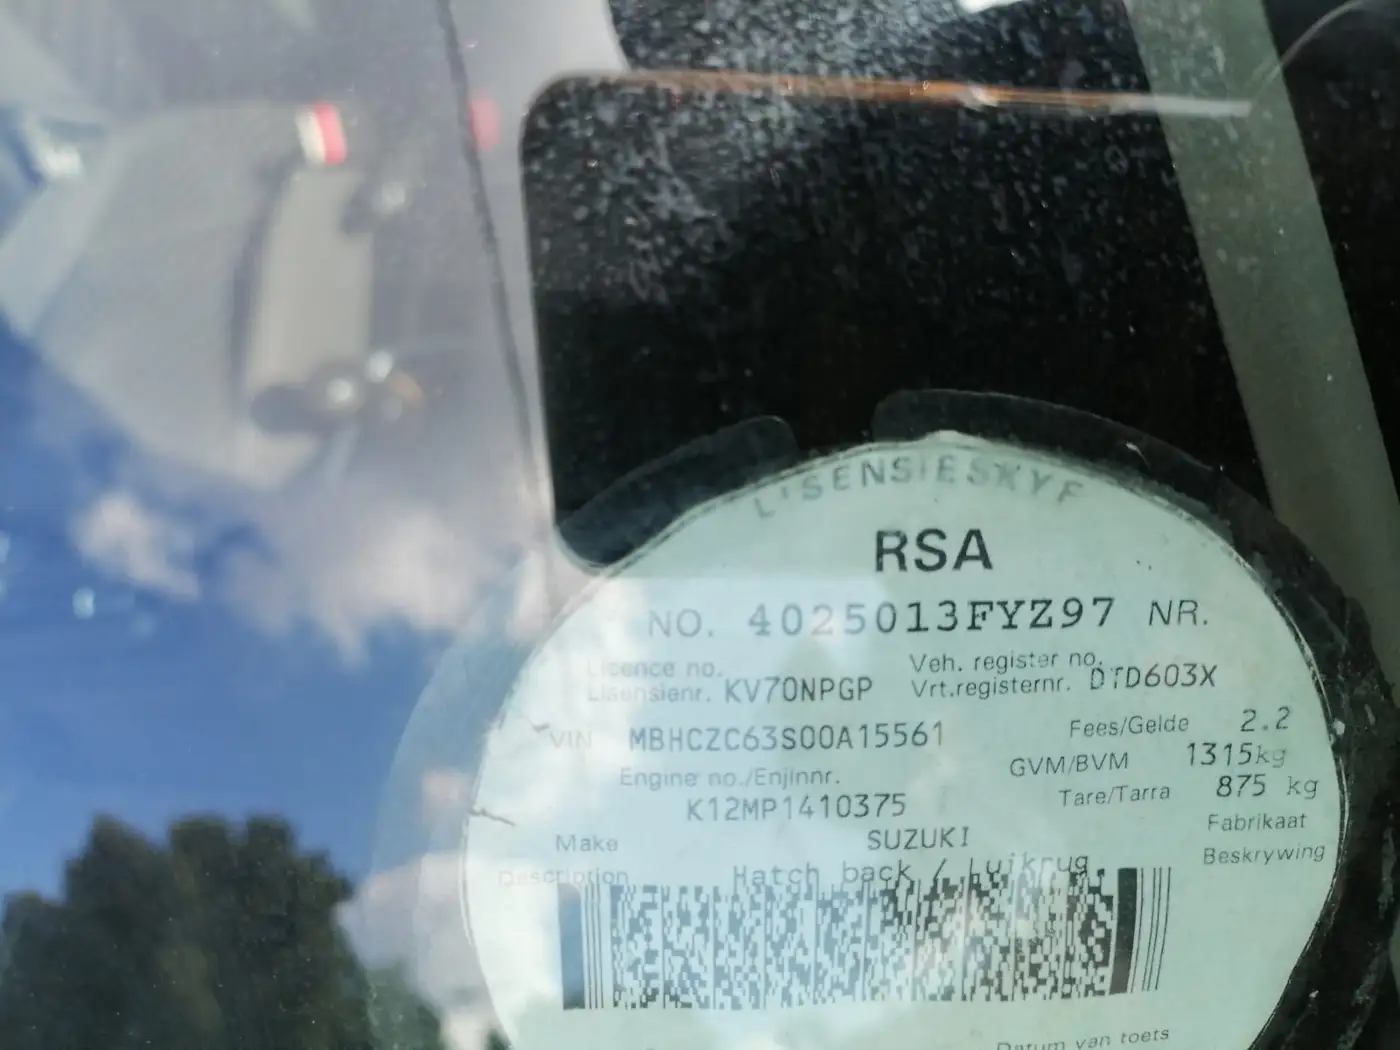 LISENSIESKYF
RSA
NO. 4025013FYZ97 NR.
Licence no. Veh. register no.
Lisensienr. KV70NPGP Vrt.registernr. DTD603X
VIN MBHCZC63S00A15561 Fees/Gelde 2.2
Engine no./Enjinnr. GVM/BVM 1315kg
K12MP1410375 Tare/Tarra 875 kg
Make SUZUKI Fabrikaat
Description Hatch back / Luikrug Beskrywing
Datum van toets